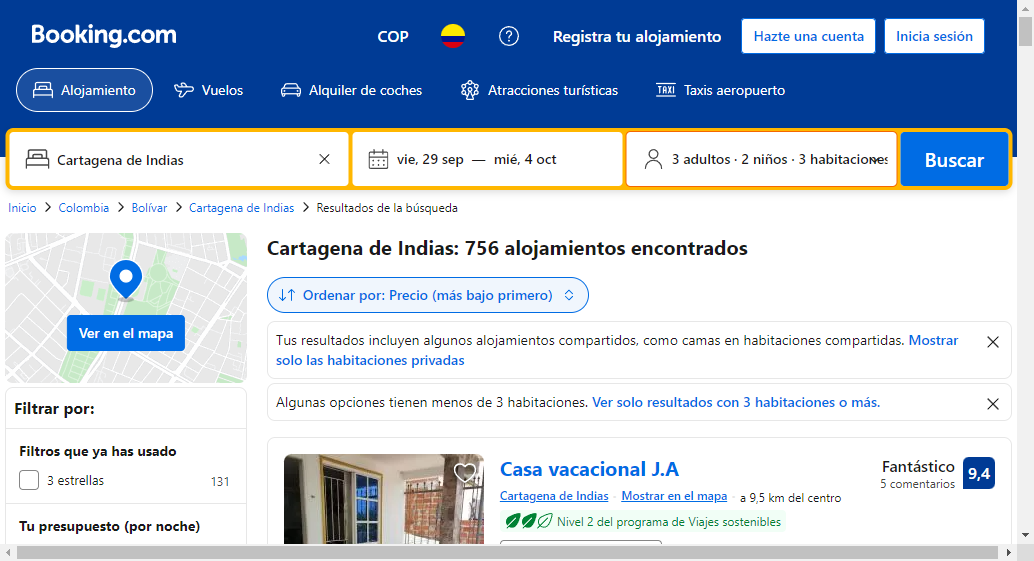 Booking.com
COP
Registra tu alojamiento
Hazte una cuenta
Inicia sesión
Alojamiento
Vuelos
Alquiler de coches
Atracciones turísticas
TAXI
Taxis aeropuerto
Cartagena de Indias
vie, 29 sep — mié, 4 oct
3 adultos · 2 niños · 3 habitaciones
Buscar
Inicio > Colombia > Bolívar > Cartagena de Indias > Resultados de la búsqueda
Ver en el mapa
Filtrar por:
Filtros que ya has usado
3 estrellas 131
Tu presupuesto (por noche)
Cartagena de Indias: 756 alojamientos encontrados
Ordenar por: Precio (más bajo primero)
Tus resultados incluyen algunos alojamientos compartidos, como camas en habitaciones compartidas. Mostrar
solo las habitaciones privadas
Algunas opciones tienen menos de 3 habitaciones. Ver solo resultados con 3 habitaciones o más.
Casa vacacional J.A
Fantástico
5 comentarios
9,4
Cartagena de Indias · Mostrar en el mapa · a 9,5 km del centro
Nivel 2 del programa de Viajes sostenibles